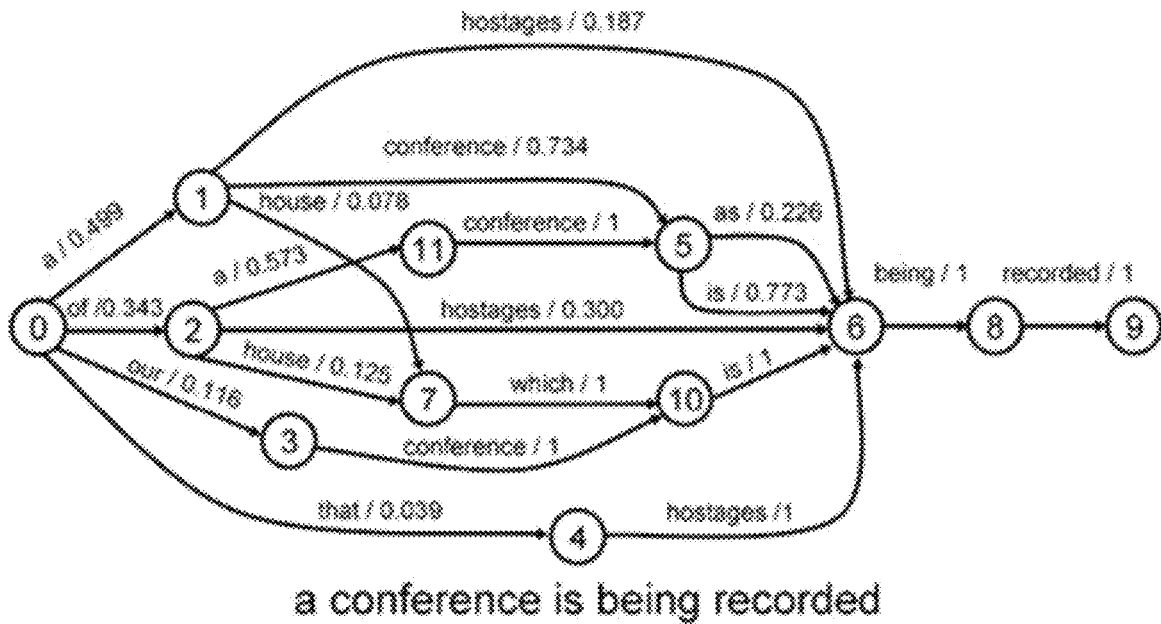 hostages / 0.187
conference / 0.734
a / 0.499
1
house / 0.078
as / 0.226
11
conference / 1
5
a / 0.573
is / 0.773
being / 1
recorded / 1
of /0.343
hostages / 0.300
0
2
6
8
9
house / 0.125
is / 1
our / 0.116
7
which / 1
10
3
conference / 1
that / 0.039
4
hostages /1
a conference is being recorded